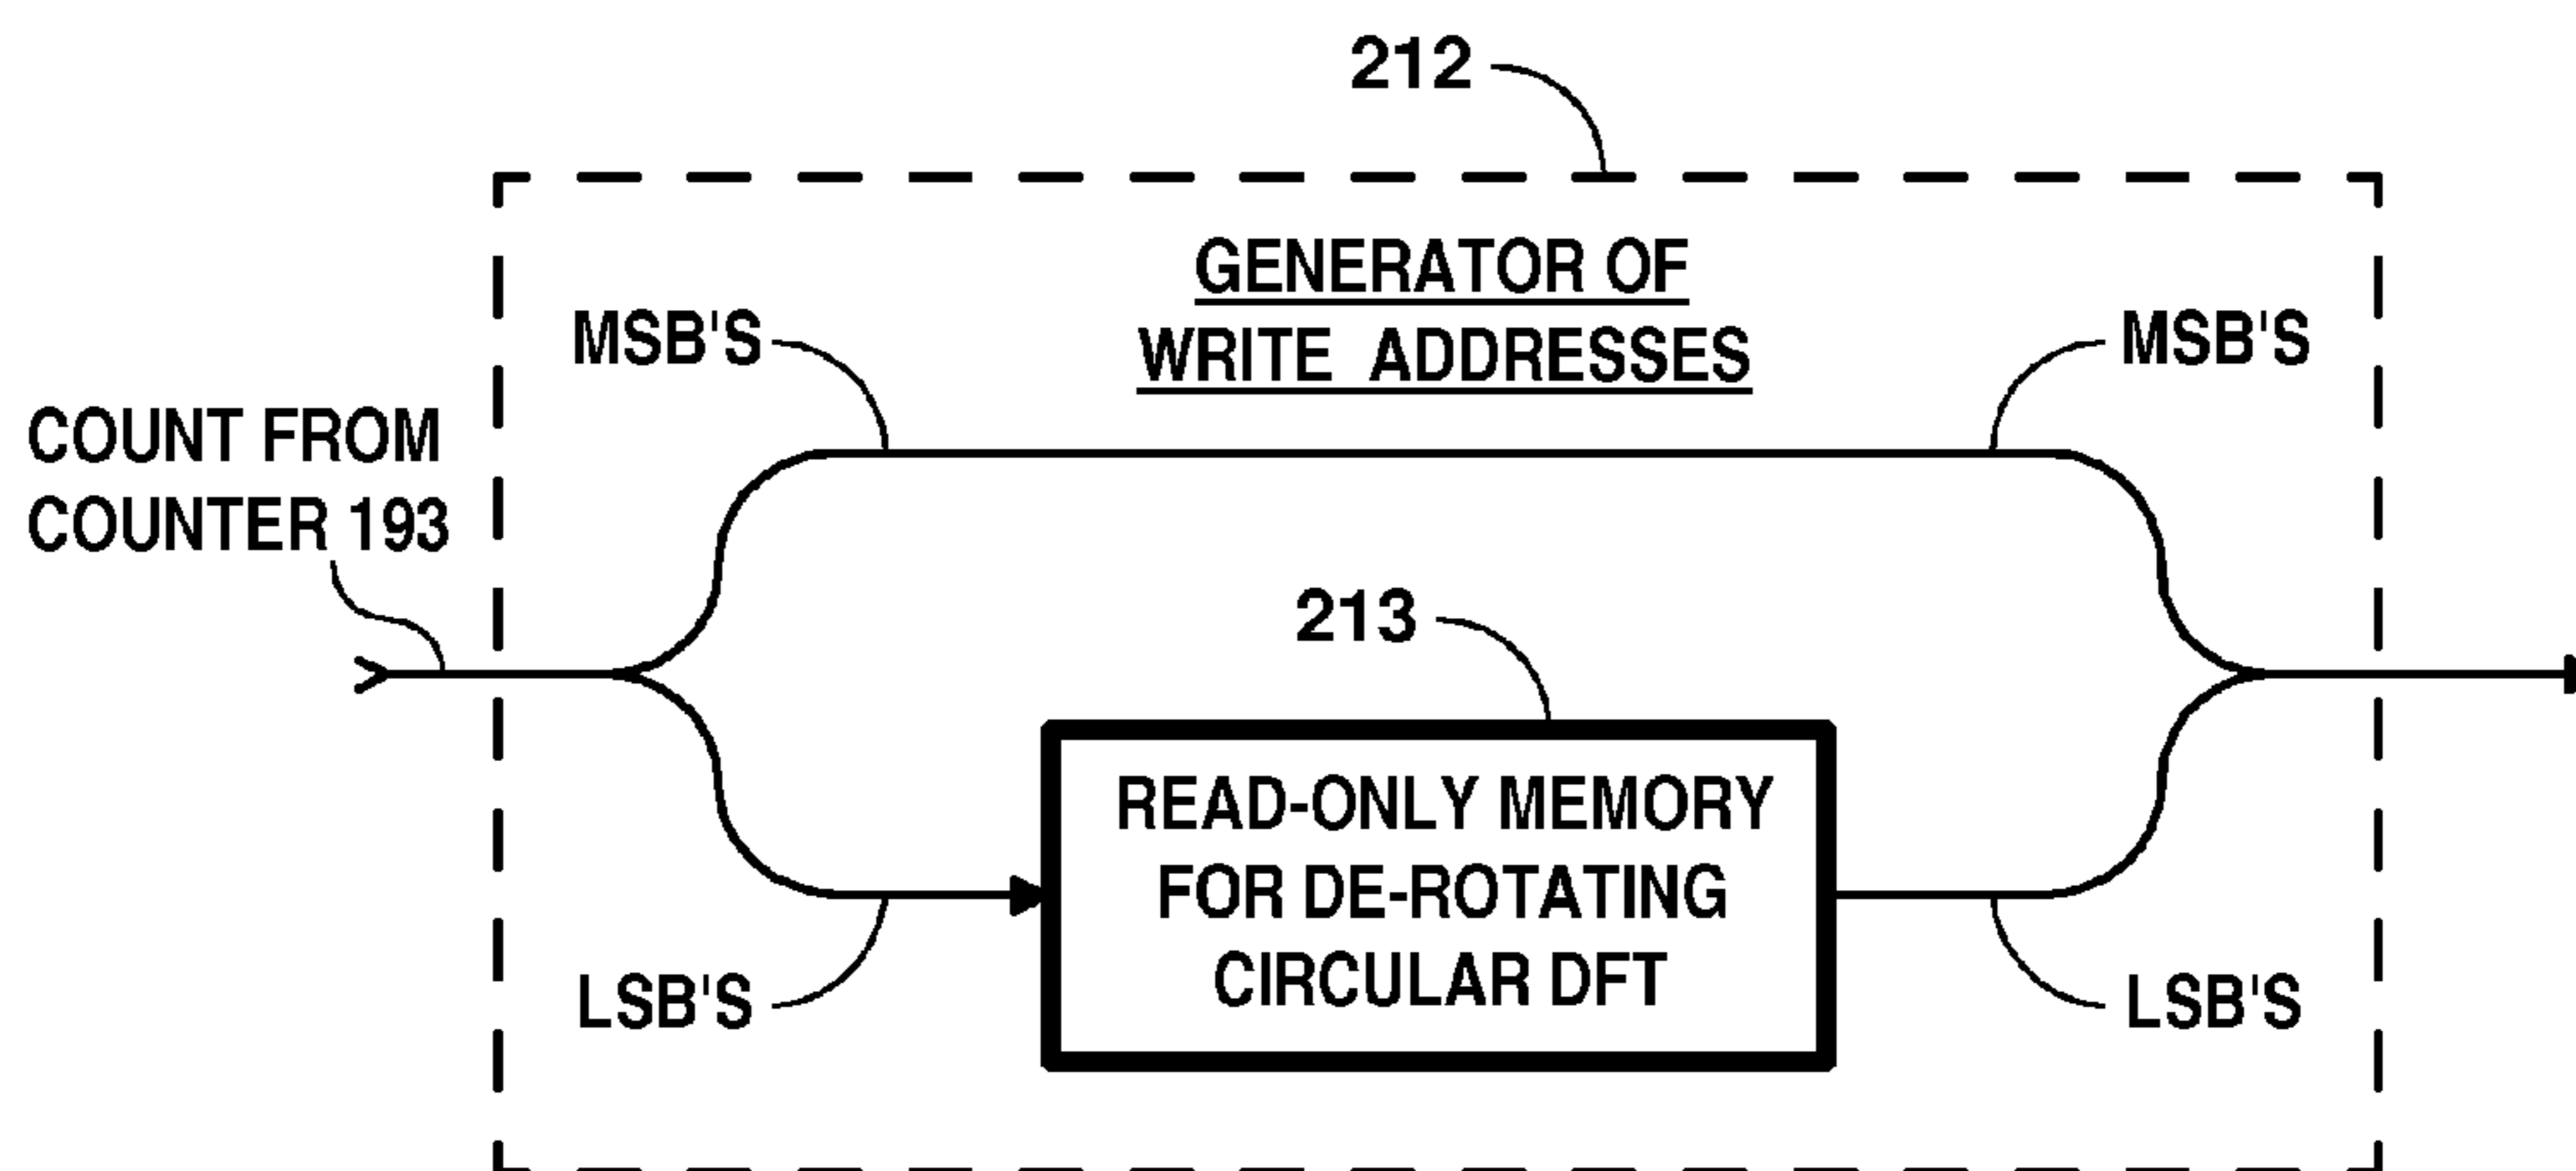 212
GENERATOR OF
WRITE ADDRESSES
MSB'S
MSB'S
COUNT FROM
COUNTER 193
213
READ-ONLY MEMORY
FOR DE-ROTATING
CIRCULAR DFT
LSB'S
LSB'S